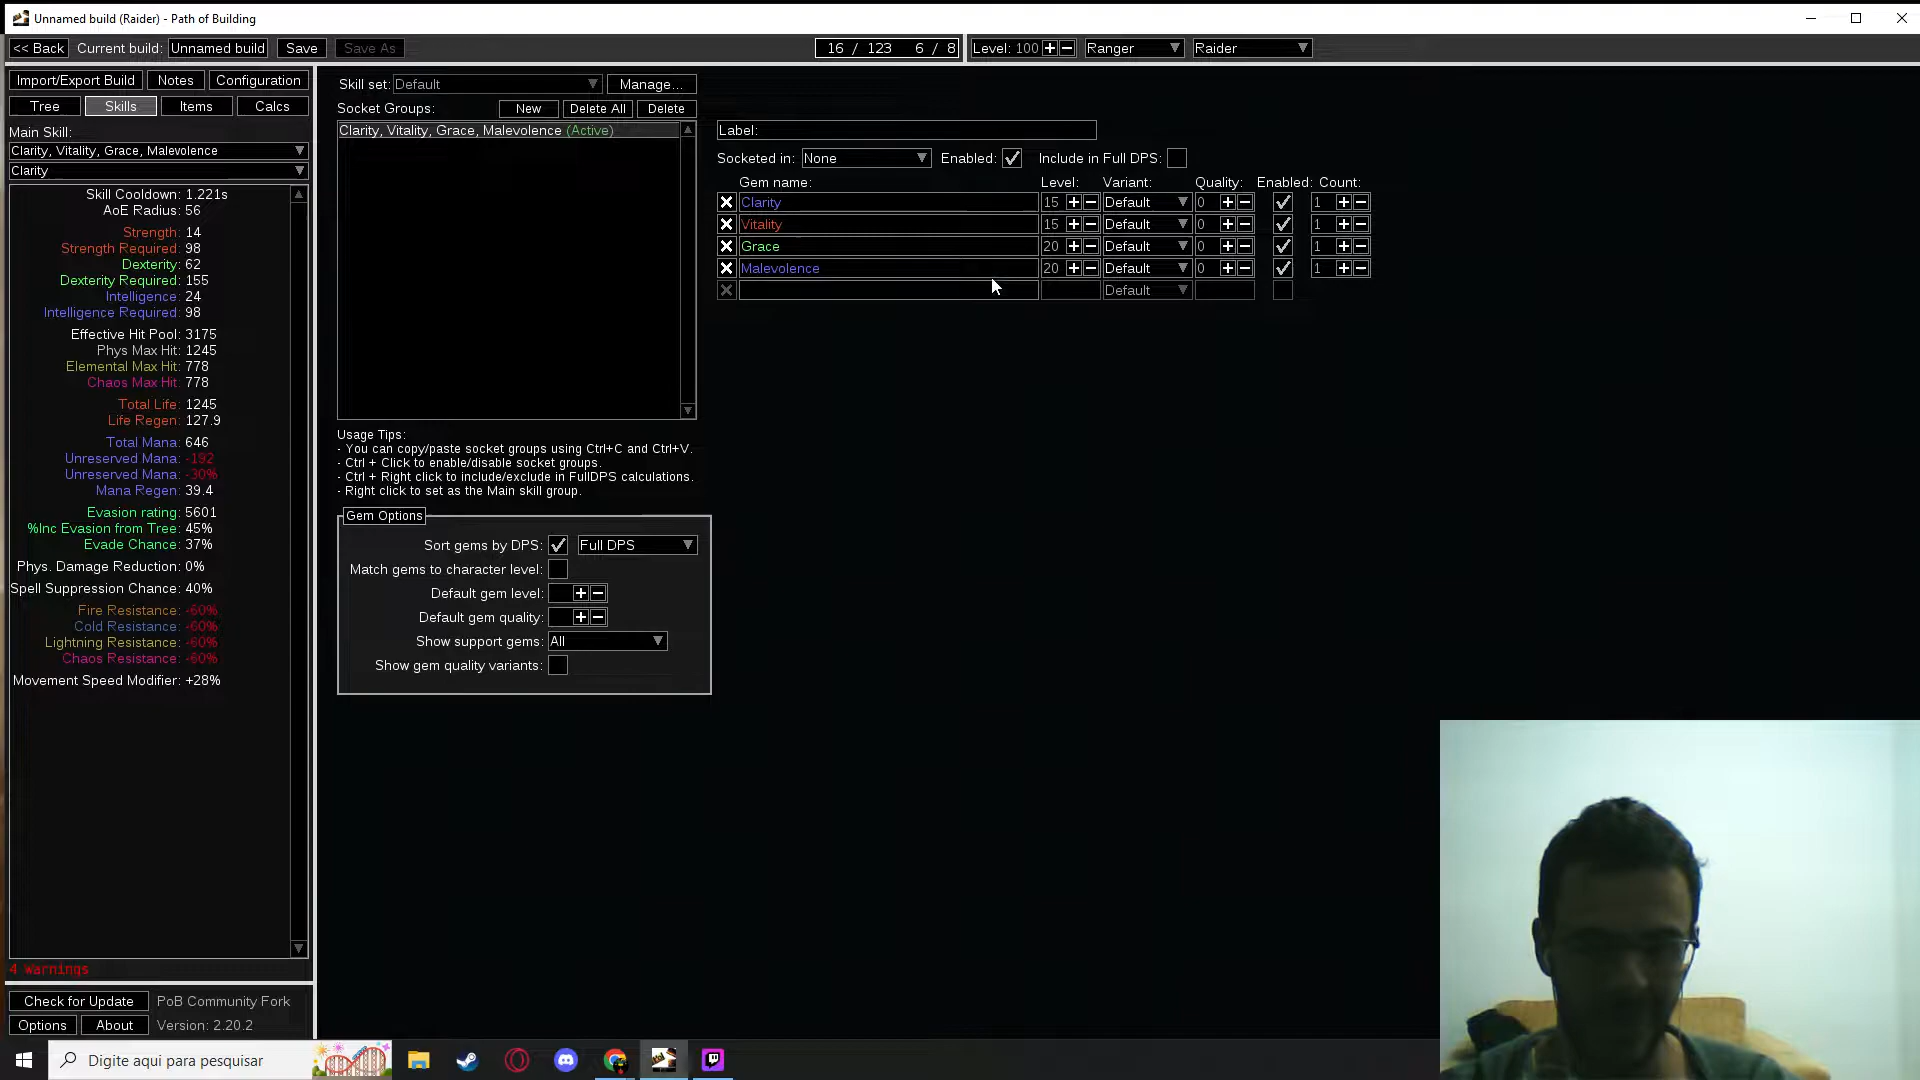 Unnamed build (Raider) - Path of Building
<< Back Current build: Unnamed build Save Save As 16 / 123 6 / 8 Level: 100 + − Ranger Raider
Import/Export Build Notes Configuration
Tree Skills Items Calcs
Main Skill:
Clarity, Vitality, Grace, Malevolence
Clarity
Skill Cooldown: 1.221s
AoE Radius: 56
Strength: 14
Strength Required: 98
Dexterity: 62
Dexterity Required: 155
Intelligence: 24
Intelligence Required: 98
Effective Hit Pool: 3175
Phys Max Hit: 1245
Elemental Max Hit: 778
Chaos Max Hit: 778
Total Life: 1245
Life Regen: 127.9
Total Mana: 646
Unreserved Mana: -192
Unreserved Mana: -30%
Mana Regen: 39.4
Evasion rating: 5601
%Inc Evasion from Tree: 45%
Evade Chance: 37%
Phys. Damage Reduction: 0%
Spell Suppression Chance: 40%
Fire Resistance: -60%
Cold Resistance: -60%
Lightning Resistance: -60%
Chaos Resistance: -60%
Movement Speed Modifier: +28%
4 Warnings
Check for Update PoB Community Fork
Options About Version: 2.20.2
Skill set: Default Manage...
Socket Groups: New Delete All Delete
Clarity, Vitality, Grace, Malevolence (Active)
Usage Tips:
- You can copy/paste socket groups using Ctrl+C and Ctrl+V.
- Ctrl + Click to enable/disable socket groups.
- Ctrl + Right click to include/exclude in FullDPS calculations.
- Right click to set as the Main skill group.
Gem Options
Sort gems by DPS: Full DPS
Match gems to character level:
Default gem level: + −
Default gem quality: + −
Show support gems: All
Show gem quality variants:
Label:
Socketed in: None Enabled: Include in Full DPS:
Gem name: Level: Variant: Quality: Enabled: Count:
Clarity 15 + − Default 0 + − 1 + −
Vitality 15 + − Default 0 + − 1 + −
Grace 20 + − Default 0 + − 1 + −
Malevolence 20 + − Default 0 + − 1 + −
Default
Digite aqui para pesquisar